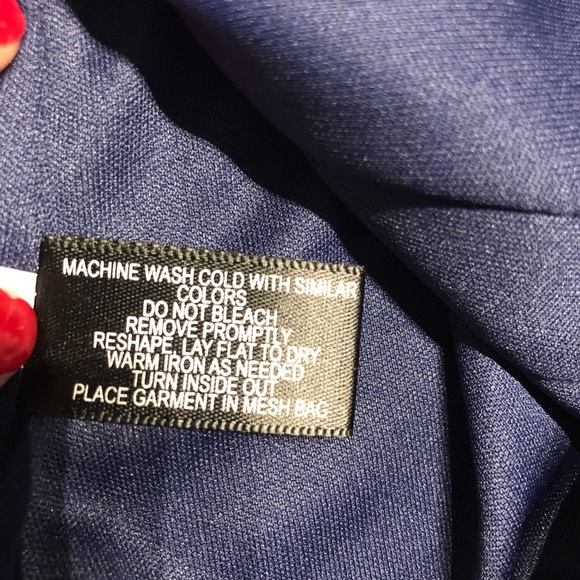 MACHINE WASH COLD WITH SIMILAR
COLORS
DO NOT BLEACH
REMOVE PROMPTLY
RESHAPE, LAY FLAT TO DRY
WARM IRON AS NEEDED
TURN INSIDE OUT
PLACE GARMENT IN MESH BAG